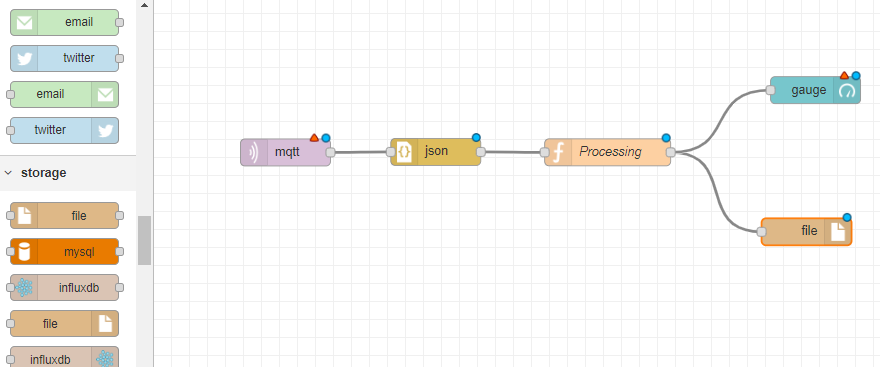 email
twitter
email
twitter
storage
file
mysql
influxdb
file
influxdb
mqtt
json
Processing
gauge
file